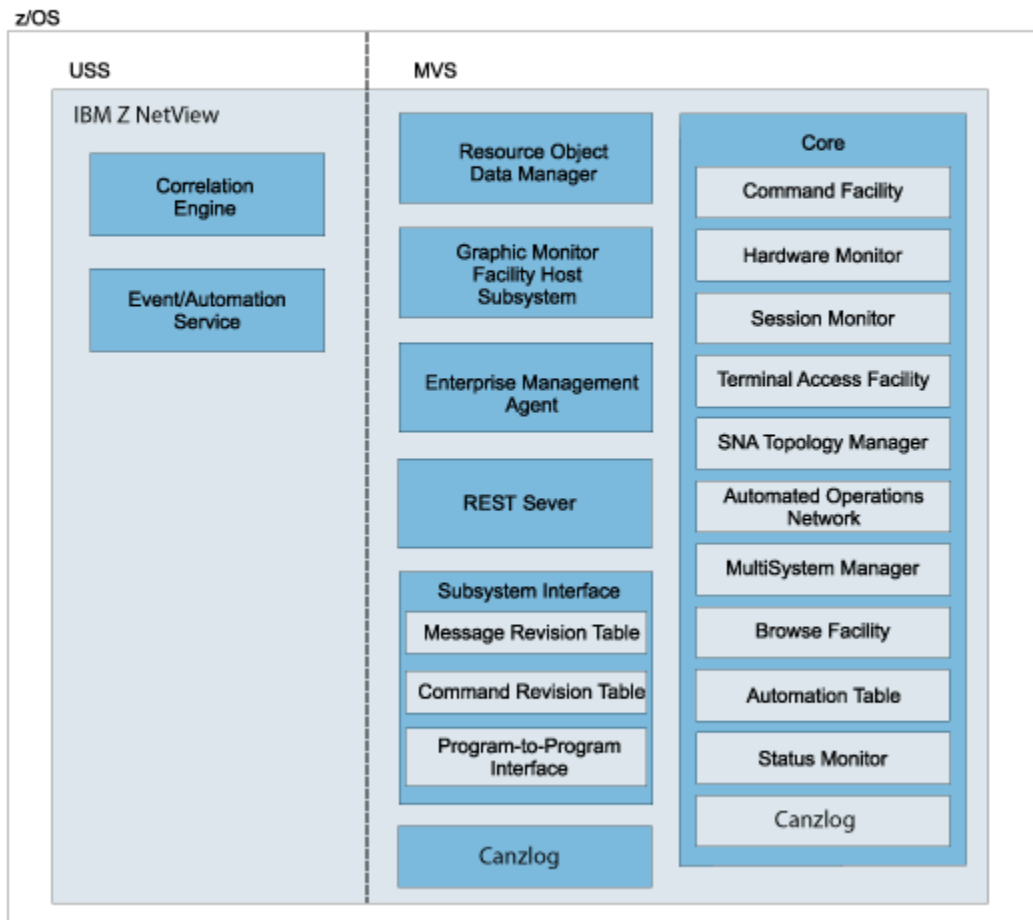 z/OS
USS
MVS
IBM Z NetView
Correlation
Engine
Event/Automation
Service
Resource Object
Data Manager
Graphic Monitor
Facility Host
Subsystem
Enterprise Management
Agent
REST Sever
Subsystem Interface
Message Revision Table
Command Revision Table
Program-to-Program
Interface
Canzlog
Core
Command Facility
Hardware Monitor
Session Monitor
Terminal Access Facility
SNA Topology Manager
Automated Operations
Network
MultiSystem Manager
Browse Facility
Automation Table
Status Monitor
Canzlog